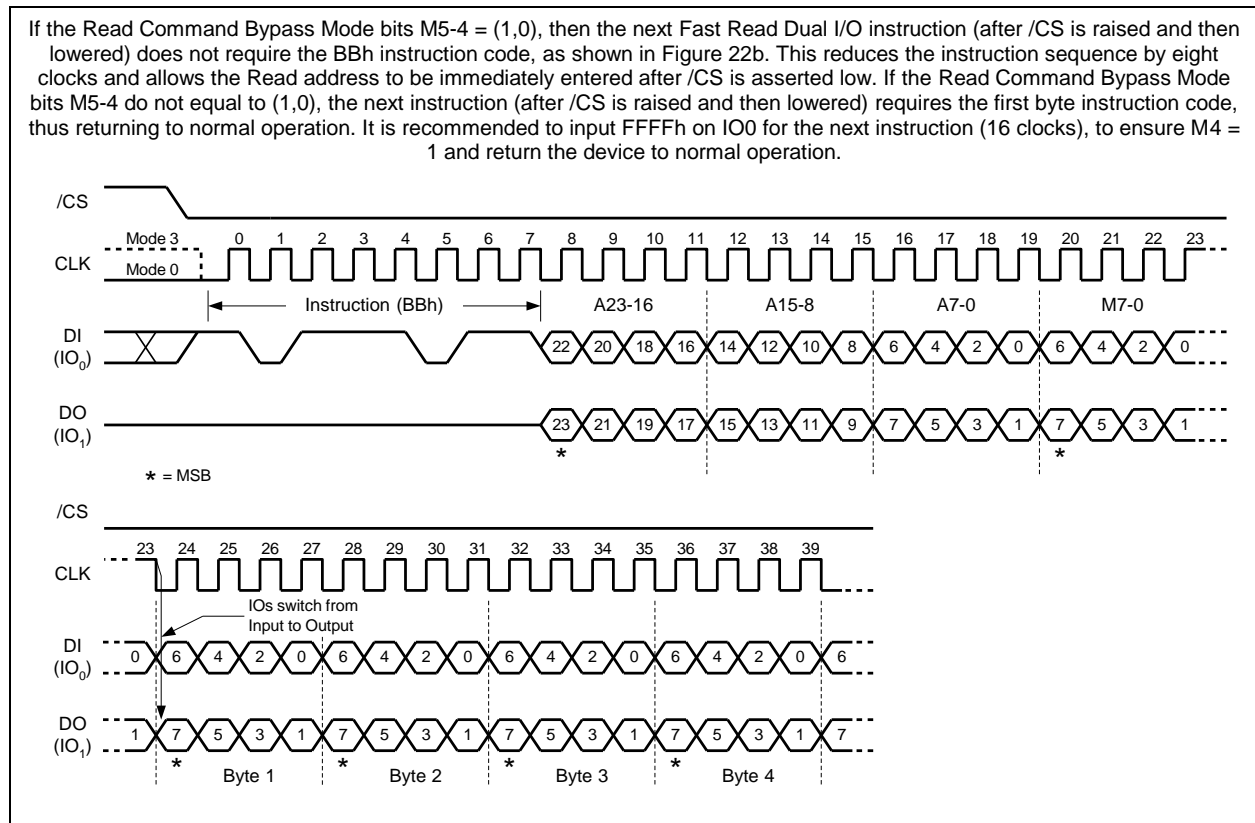 If the Read Command Bypass Mode bits M5-4 = (1,0), then the next Fast Read Dual I/O instruction (after /CS is raised and then
lowered) does not require the BBh instruction code, as shown in Figure 22b. This reduces the instruction sequence by eight
clocks and allows the Read address to be immediately entered after /CS is asserted low. If the Read Command Bypass Mode
bits M5-4 do not equal to (1,0), the next instruction (after /CS is raised and then lowered) requires the first byte instruction code,
thus returning to normal operation. It is recommended to input FFFFh on IO0 for the next instruction (16 clocks), to ensure M4 =
1 and return the device to normal operation.
/CS
Mode 3 0 1 2 3 4 5 6 7 8 9 10 11 12 13 14 15 16 17 18 19 20 21 22 23
CLK
Mode 0
Instruction (BBh) A23-16 A15-8 A7-0 M7-0
DI
(IO0) 22 20 18 16 14 12 10 8 6 4 2 0 6 4 2 0
DO
(IO1) 23 21 19 17 15 13 11 9 7 5 3 1 7 5 3 1
* *
* = MSB
/CS
23 24 25 26 27 28 29 30 31 32 33 34 35 36 37 38 39
CLK
IOs switch from
Input to Output
DI
(IO0) 0 6 4 2 0 6 4 2 0 6 4 2 0 6 4 2 0 6
DO
(IO1) 1 7 5 3 1 7 5 3 1 7 5 3 1 7 5 3 1 7
* * * *
Byte 1 Byte 2 Byte 3 Byte 4